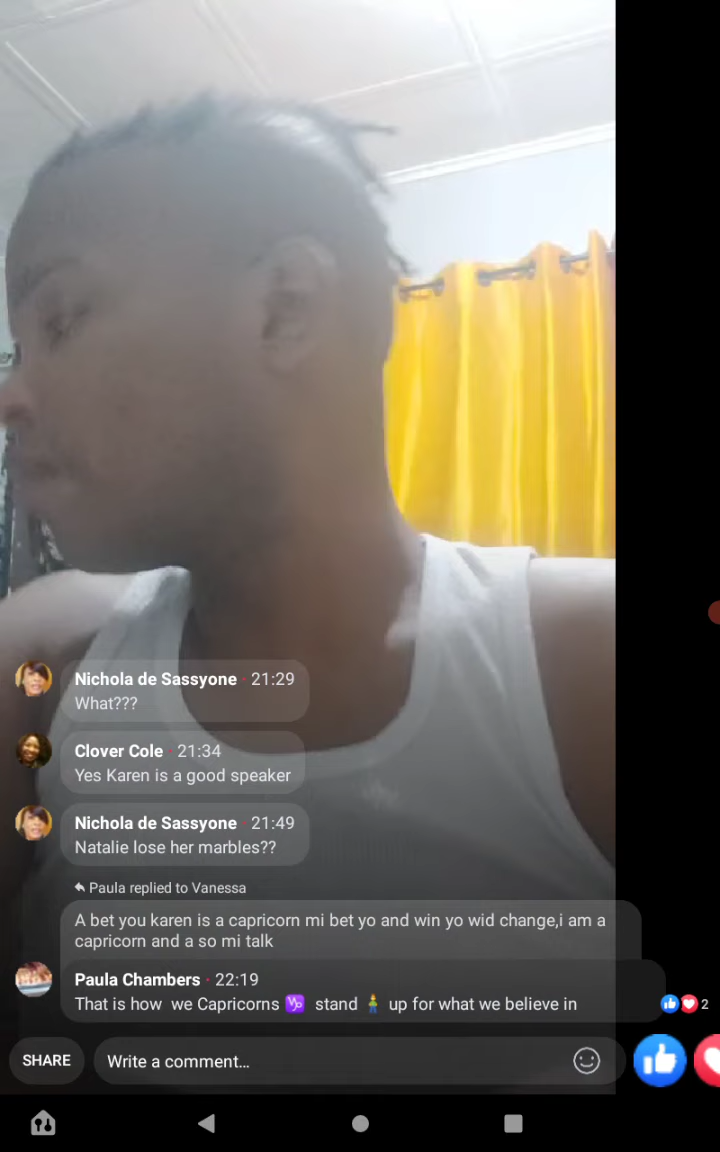 Nichola de Sassyone · 21:29
What???
Clover Cole · 21:34
Yes Karen is a good speaker
Nichola de Sassyone · 21:49
Natalie lose her marbles??
Paula replied to Vanessa
A bet you karen is a capricorn mi bet yo and win yo wid change,i am a
capricorn and a so mi talk
Paula Chambers · 22:19
That is how we Capricorns ♑ stand 🧍‍♂️ up for what we believe in
2
SHARE
Write a comment...